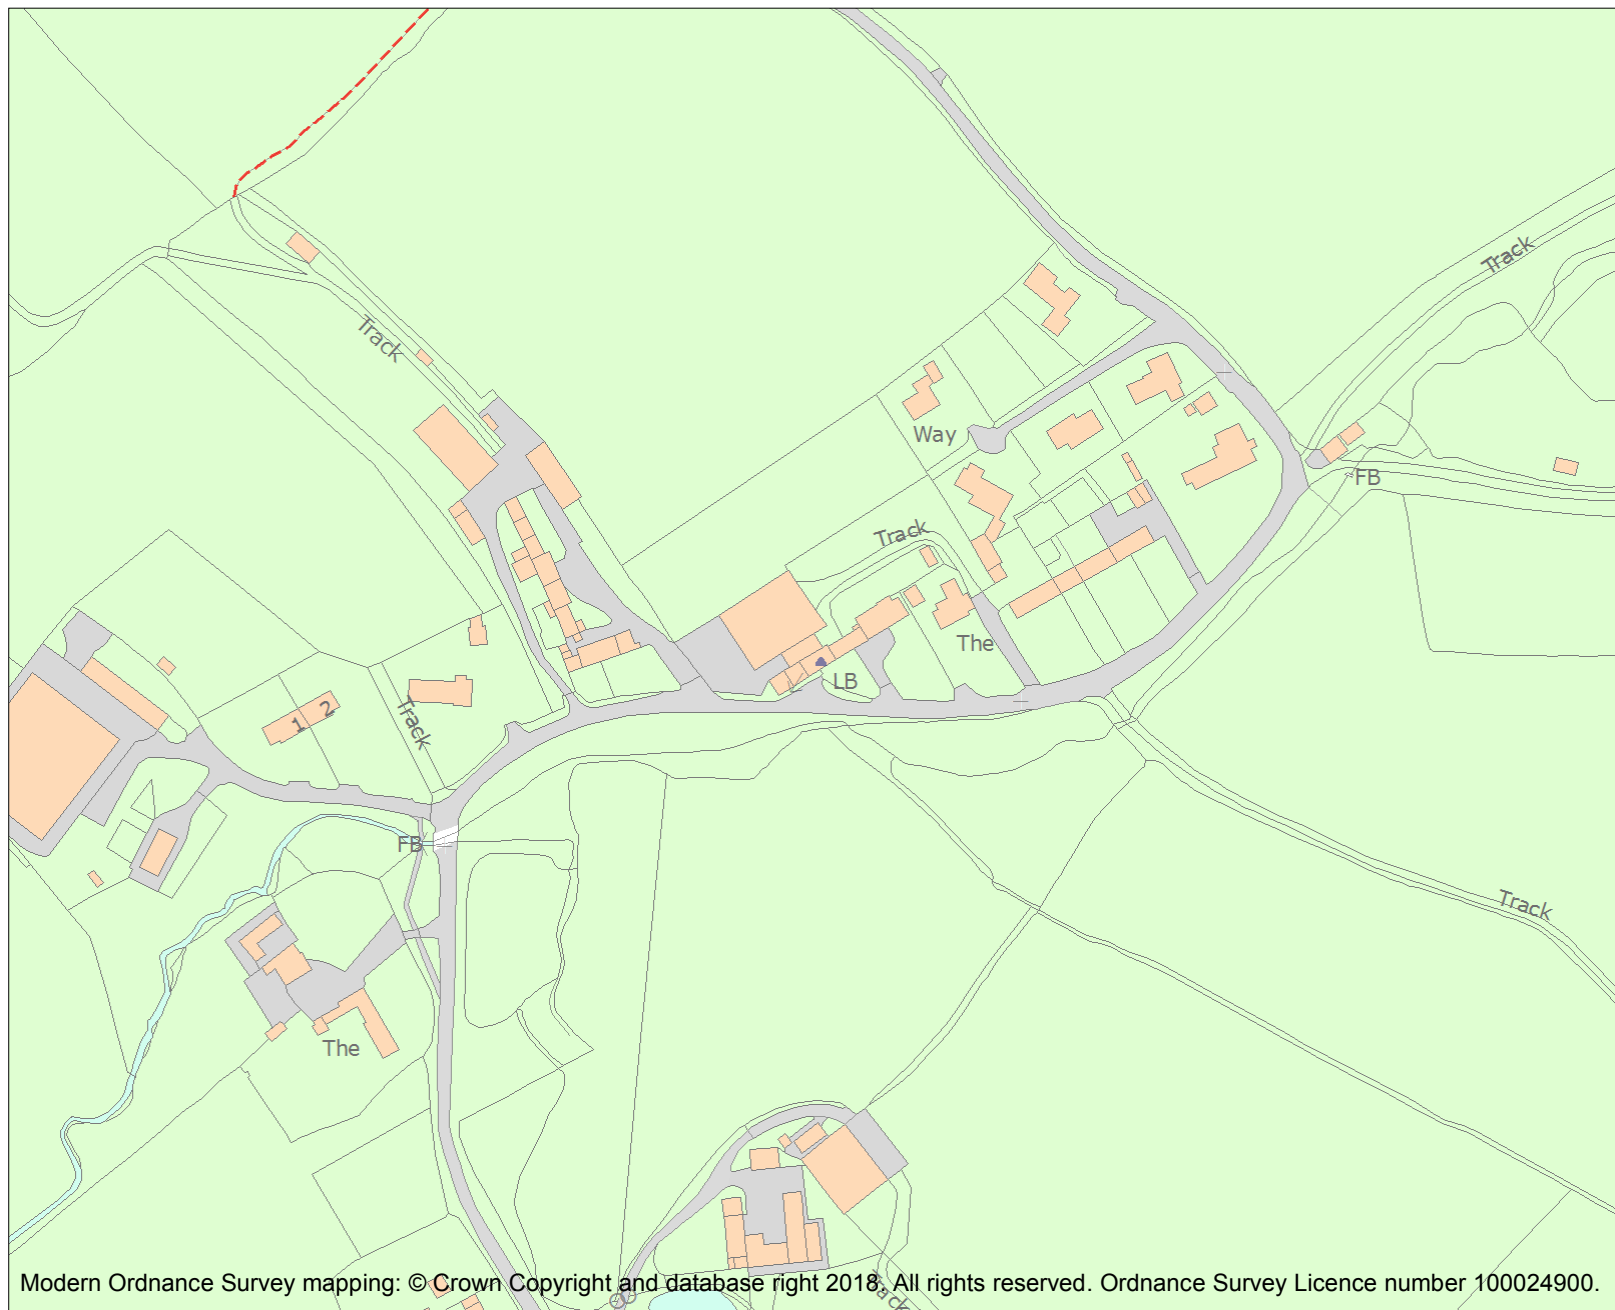 Track
Track
Way
FB
Track
The
LB
1 2
Track
FB
Track
The
Track
Modern Ordnance Survey mapping: © Crown Copyright and database right 2018. All rights reserved. Ordnance Survey Licence number 100024900.